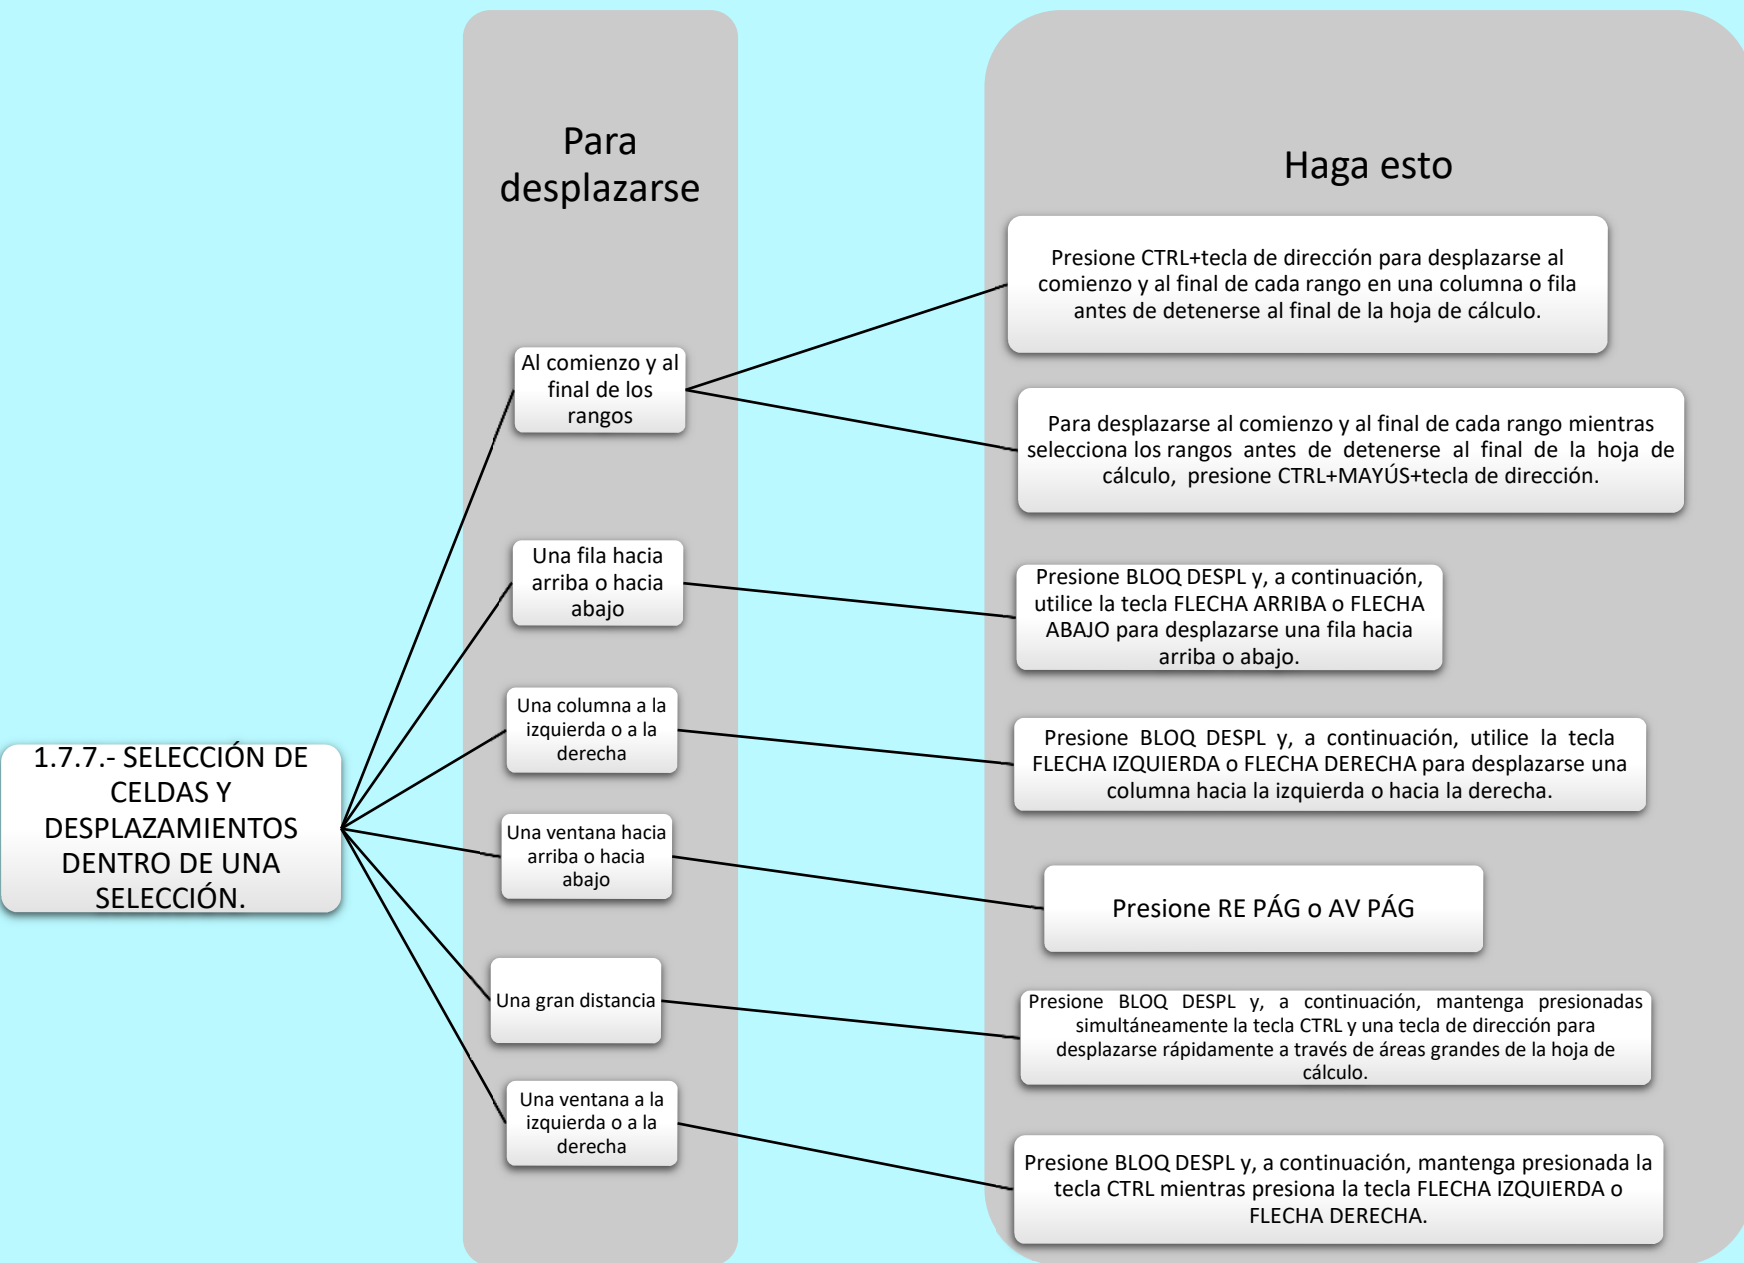 Para
desplazarse
Haga esto
1.7.7.- SELECCIÓN DE
CELDAS Y
DESPLAZAMIENTOS
DENTRO DE UNA
SELECCIÓN.
Al comienzo y al
final de los
rangos
Presione CTRL+tecla de dirección para desplazarse al
comienzo y al final de cada rango en una columna o fila
antes de detenerse al final de la hoja de cálculo.
Para desplazarse al comienzo y al final de cada rango mientras
selecciona los rangos antes de detenerse al final de la hoja de
cálculo, presione CTRL+MAYÚS+tecla de dirección.
Una fila hacia
arriba o hacia
abajo
Presione BLOQ DESPL y, a continuación,
utilice la tecla FLECHA ARRIBA o FLECHA
ABAJO para desplazarse una fila hacia
arriba o abajo.
Una columna a la
izquierda o a la
derecha
Presione BLOQ DESPL y, a continuación, utilice la tecla
FLECHA IZQUIERDA o FLECHA DERECHA para desplazarse una
columna hacia la izquierda o hacia la derecha.
Una ventana hacia
arriba o hacia
abajo
Presione RE PÁG o AV PÁG
Una gran distancia
Presione BLOQ DESPL y, a continuación, mantenga presionadas
simultáneamente la tecla CTRL y una tecla de dirección para
desplazarse rápidamente a través de áreas grandes de la hoja de
cálculo.
Una ventana a la
izquierda o a la
derecha
Presione BLOQ DESPL y, a continuación, mantenga presionada la
tecla CTRL mientras presiona la tecla FLECHA IZQUIERDA o
FLECHA DERECHA.